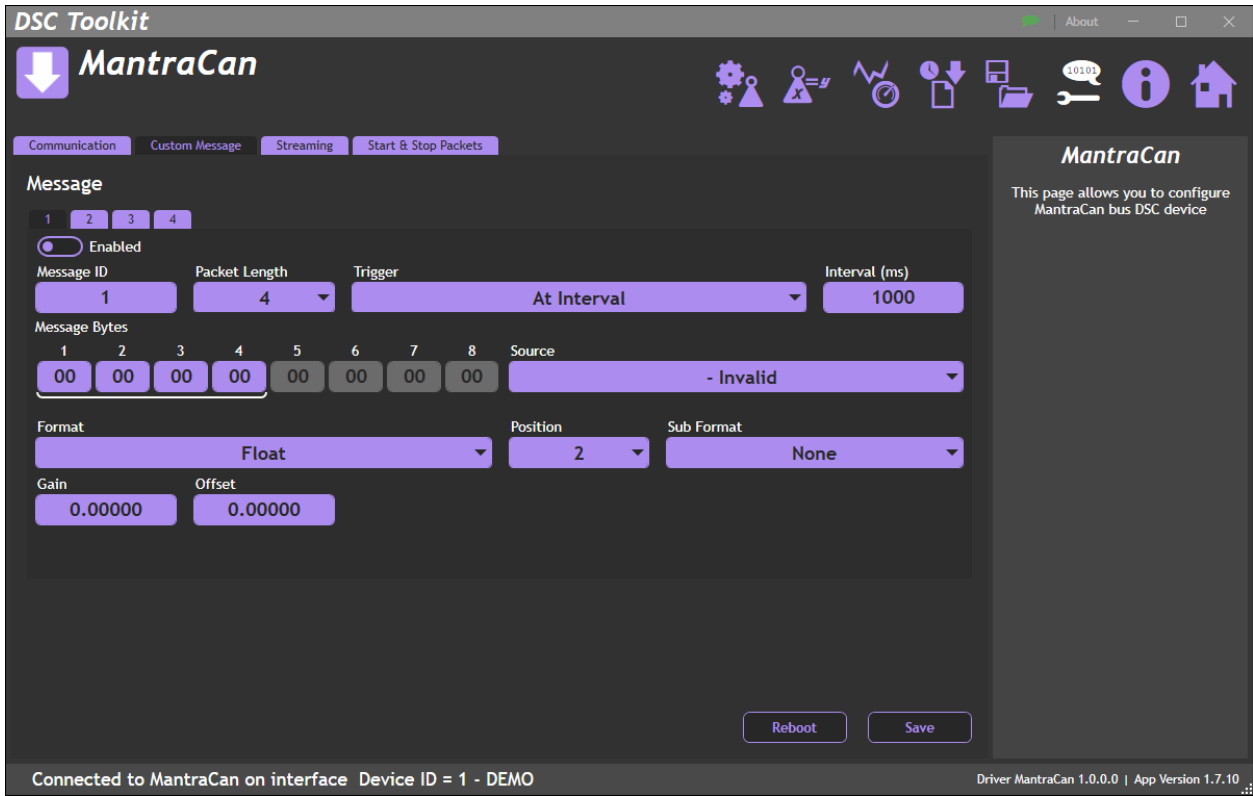 DSC Toolkit
About
MantraCan
x=y
10101
Communication Custom Message Streaming Start & Stop Packets
MantraCan
This page allows you to configure
MantraCan bus DSC device
Message
1 2 3 4
Enabled
Message ID Packet Length Trigger Interval (ms)
1 4 At Interval 1000
Message Bytes
1 2 3 4 5 6 7 8 Source
00 00 00 00 00 00 00 00 - Invalid
Format Position Sub Format
Float 2 None
Gain Offset
0.00000 0.00000
Reboot Save
Connected to MantraCan on interface Device ID = 1 - DEMO
Driver MantraCan 1.0.0.0 | App Version 1.7.10